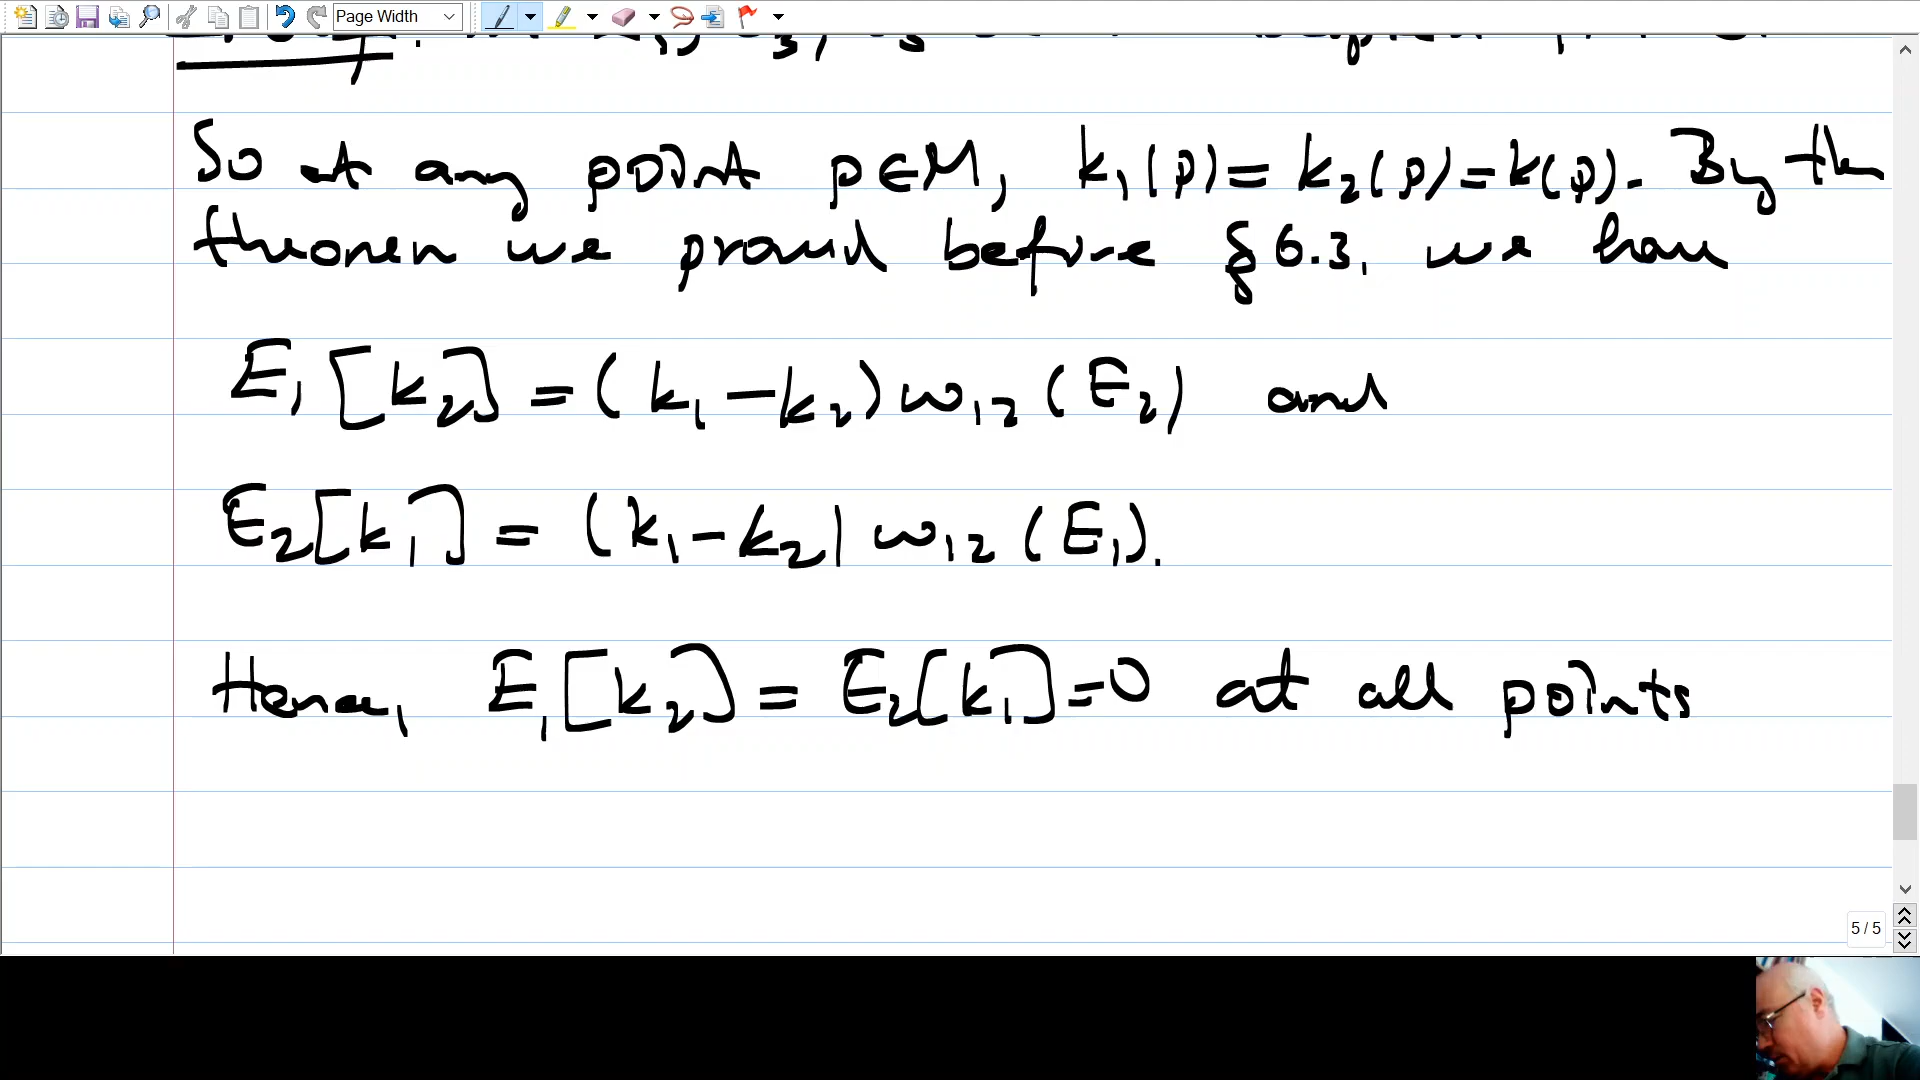 Page Width
So at any point p∈M, k₁(p) = k₂(p) = k(p). By the
theorem we proved before §6.3, we have
E₁[k₂] = (k₁ − k₂) ω₁₂(E₂) and
E₂[k₁] = (k₁ − k₂) ω₁₂(E₁).
Hence, E₁[k₂] = E₂[k₁] = 0 at all points
5 / 5